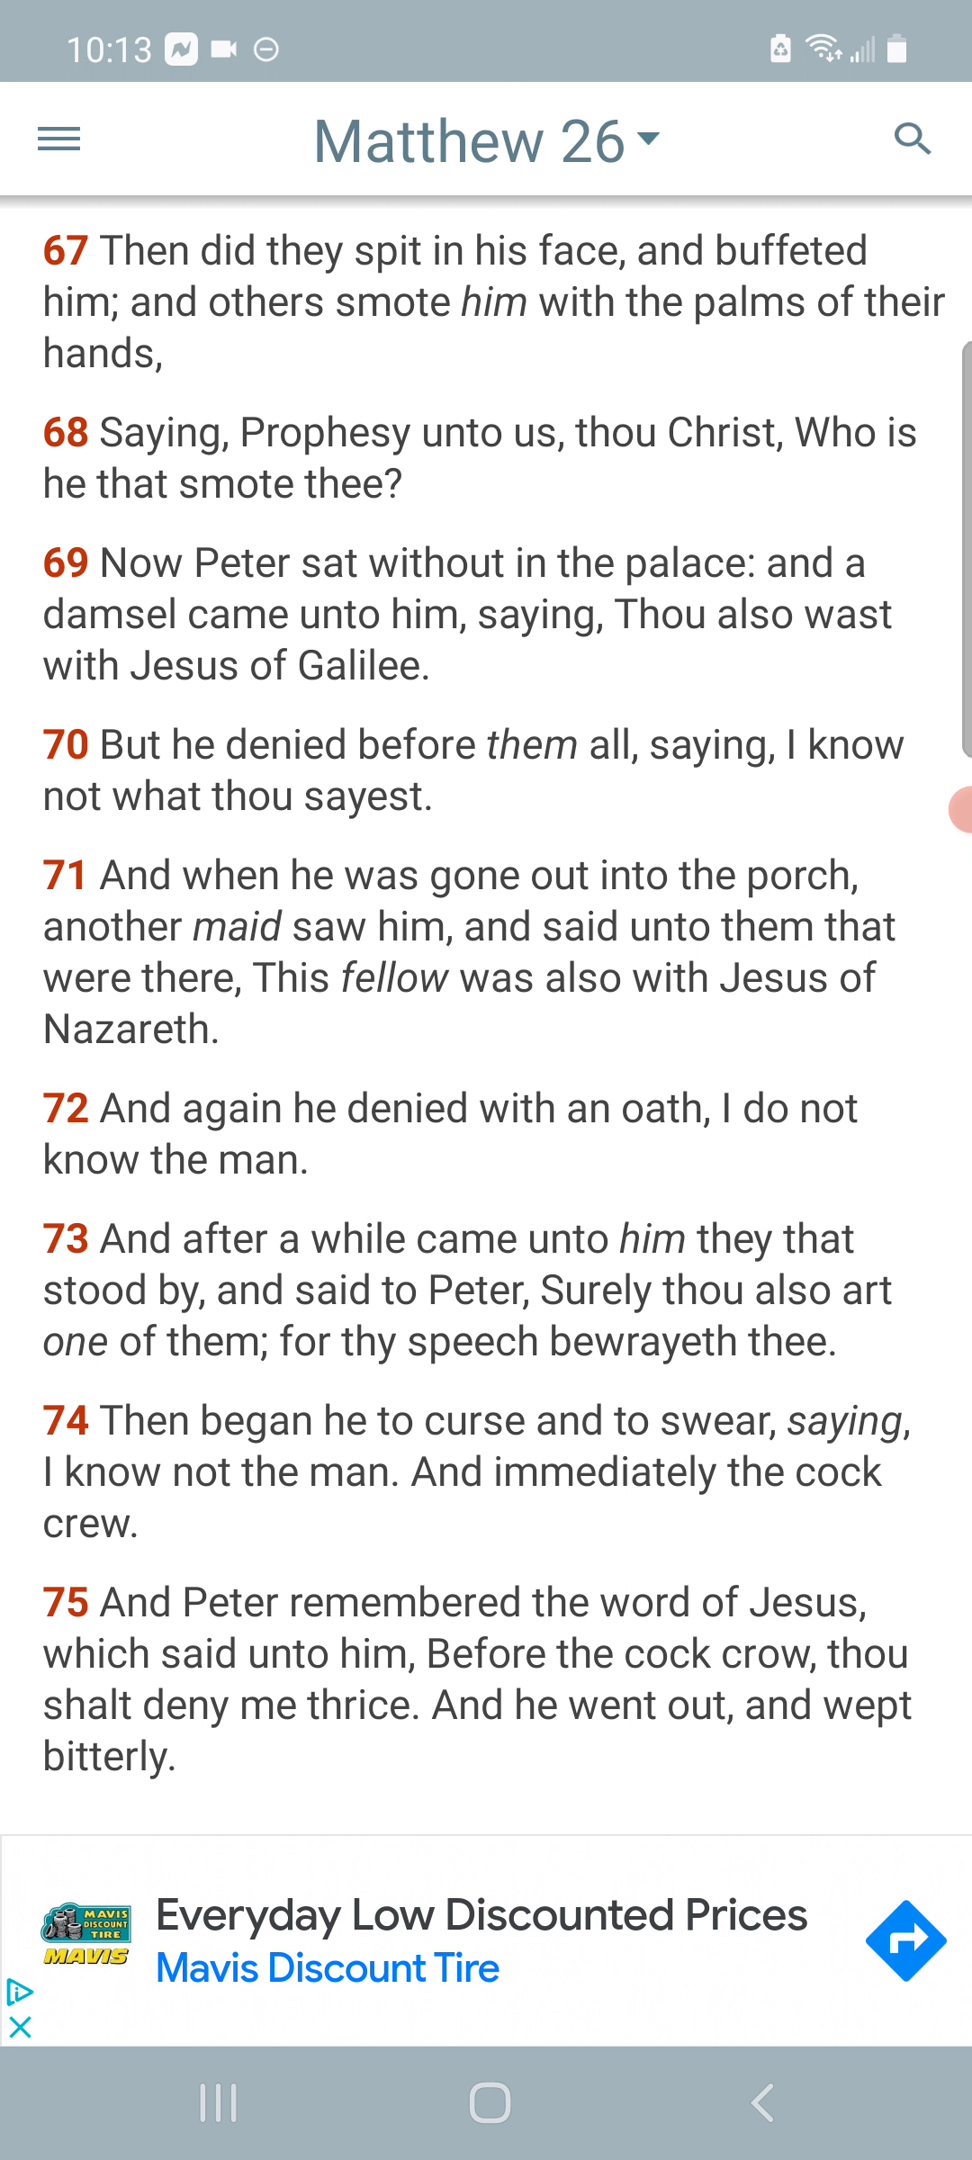 10:13
Matthew 26
67 Then did they spit in his face, and buffeted
him; and others smote him with the palms of their
hands,
68 Saying, Prophesy unto us, thou Christ, Who is
he that smote thee?
69 Now Peter sat without in the palace: and a
damsel came unto him, saying, Thou also wast
with Jesus of Galilee.
70 But he denied before them all, saying, I know
not what thou sayest.
71 And when he was gone out into the porch,
another maid saw him, and said unto them that
were there, This fellow was also with Jesus of
Nazareth.
72 And again he denied with an oath, I do not
know the man.
73 And after a while came unto him they that
stood by, and said to Peter, Surely thou also art
one of them; for thy speech bewrayeth thee.
74 Then began he to curse and to swear, saying,
I know not the man. And immediately the cock
crew.
75 And Peter remembered the word of Jesus,
which said unto him, Before the cock crow, thou
shalt deny me thrice. And he went out, and wept
bitterly.
MAVIS
DISCOUNT
TIRE
MAVIS
Everyday Low Discounted Prices
Mavis Discount Tire